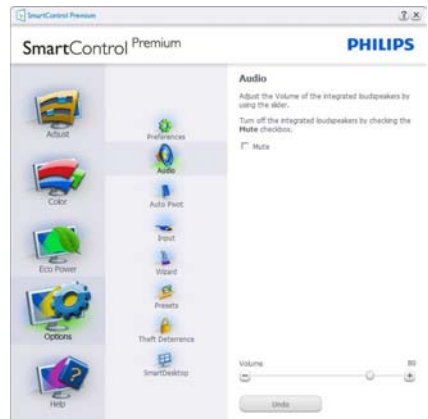 SmartControl Premium
? X
SmartControl Premium
PHILIPS
Adjust
Color
Eco Power
Options
Help
Preferences
Audio
Auto Pivot
Input
Wizard
Presets
Theft Deterrence
SmartDesktop
Audio
Adjust the Volume of the integrated loudspeakers by
using the slider.
Turn off the integrated loudspeakers by checking the
Mute checkbox.
Mute
Volume 80
Undo